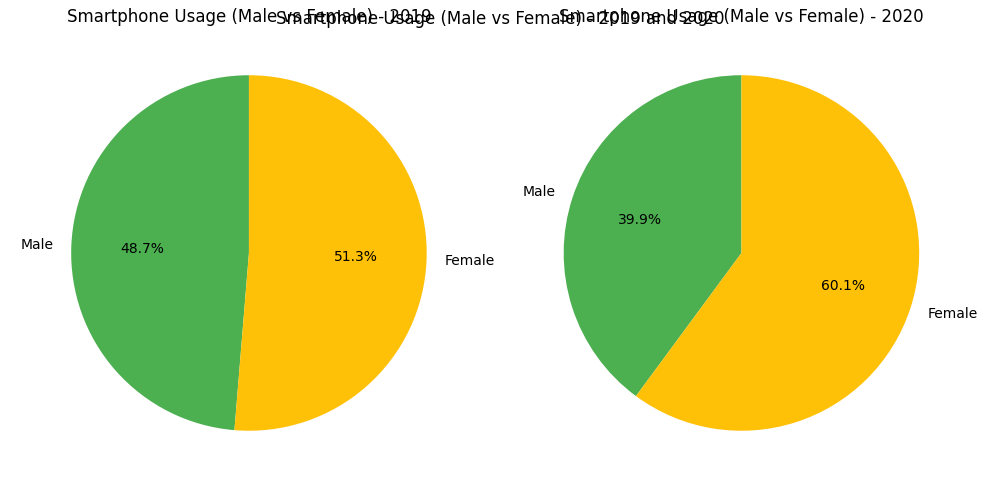 Smartphone Usage (Male vs Female) - 2019
Smartphone Usage (Male vs Female) - 2019 and 2020
Smartphone Usage (Male vs Female) - 2020
Male
48.7%
51.3%
Female
Male
39.9%
60.1%
Female